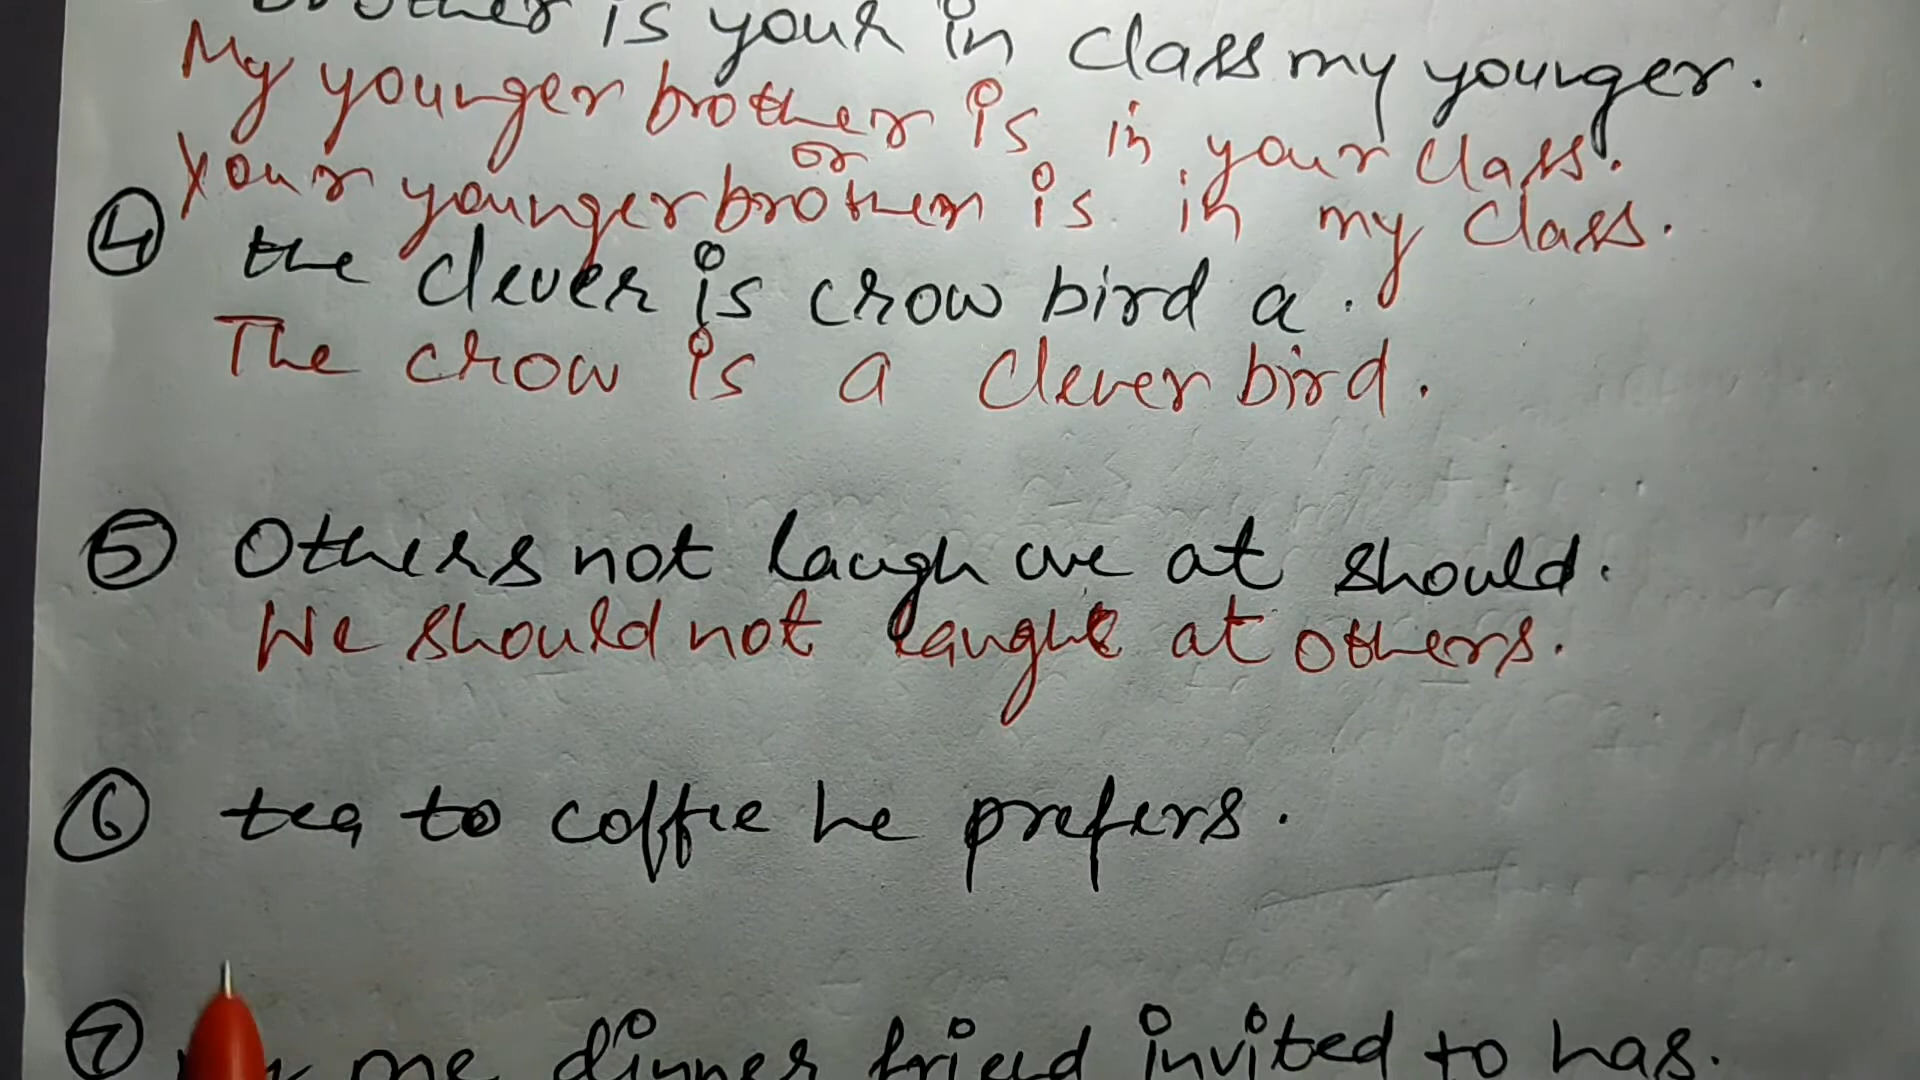 brother is your in class my younger.
My younger brother is in your class.
or
Your younger brother is in my class.
④ the clever is crow bird a.
The crow is a clever bird.
⑤ Others not laugh we at should.
We should not laugh at others.
⑥ tea to coffee he prefers.
⑦ me dinner friend invited to has.